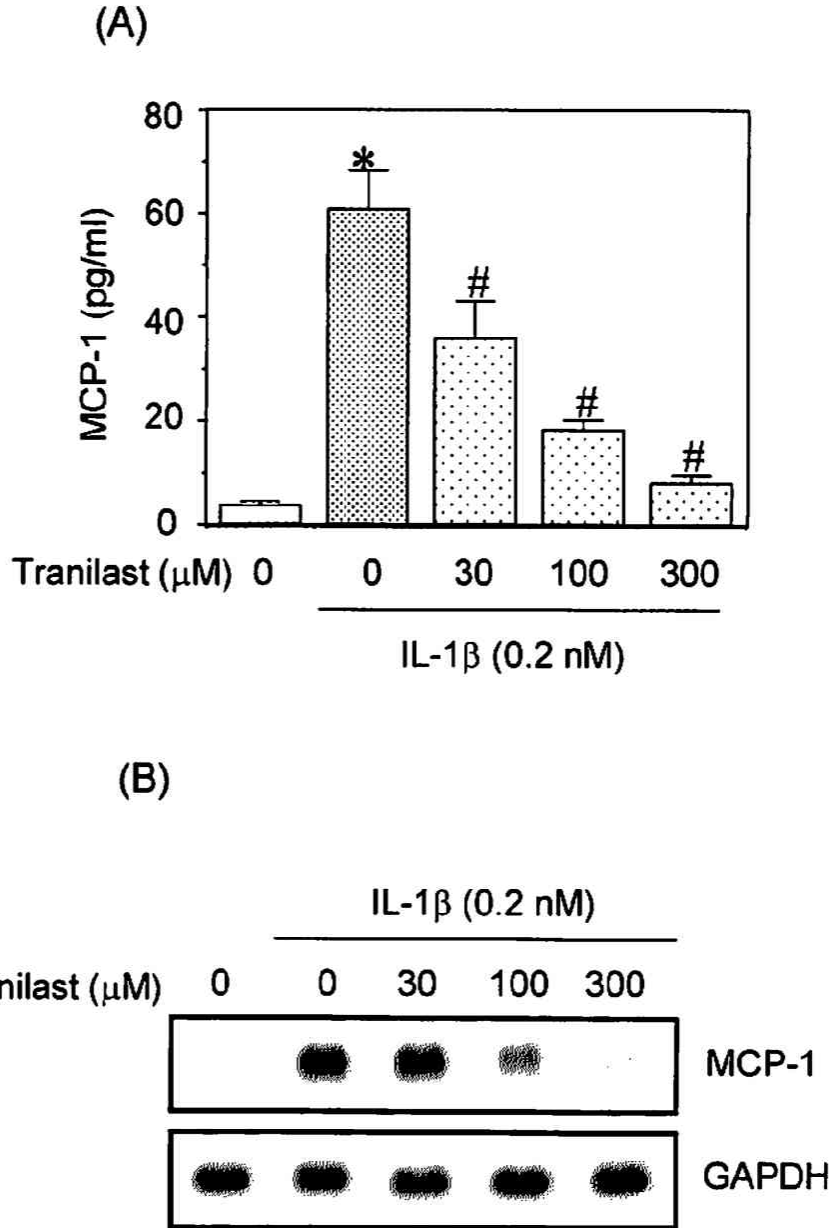 (A)
80
60
40
20
0
MCP-1 (pg/ml)
*
#
#
#
Tranilast (μM) 0 0 30 100 300
IL-1β (0.2 nM)
(B)
IL-1β (0.2 nM)
nilast (μM) 0 0 30 100 300
MCP-1
GAPDH